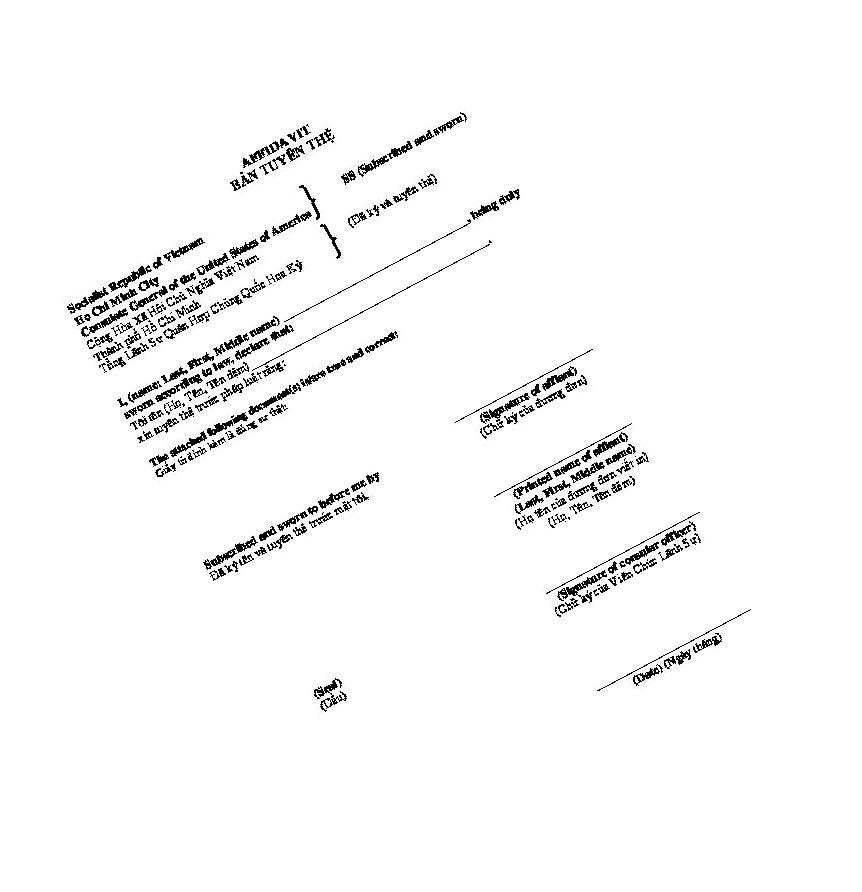 AFFIDAVIT
BẢN TUYÊN THỆ
Socialist Republic of Vietnam
Ho Chi Minh City
Consulate General of the United States of America
SS (Subscribed and sworn)
Cộng Hòa Xã Hội Chủ Nghĩa Việt Nam
Thành phố Hồ Chí Minh
Tổng Lãnh Sự Quán Hợp Chủng Quốc Hoa Kỳ
(Đã ký và tuyên thệ)
I, (name: Last, First, Middle name) , being duly
sworn according to law, declare that:
Tôi tên (Họ, Tên, Tên đệm) ,
xin tuyên thệ trước pháp luật rằng:
The attached following document(s) is/are true and correct:
Giấy tờ đính kèm là đúng sự thật:
(Signature of affiant)
(Chữ ký của đương đơn)
(Printed name of affiant)
(Last, First, Middle name)
(Họ tên của đương đơn viết in)
(Họ, Tên, Tên đệm)
Subscribed and sworn to before me by
Đã ký tên và tuyên thệ trước mặt tôi.
(Signature of consular officer)
(Chữ ký của Viên Chức Lãnh Sự)
(Seal)
(Dấu)
(Date) (Ngày tháng)